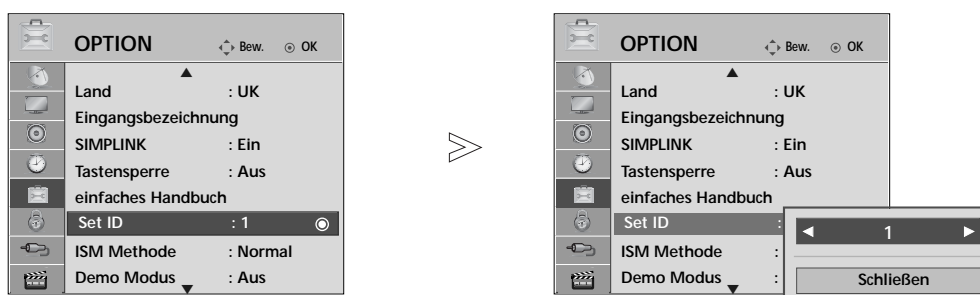 OPTION Bew. OK
Land : UK
Eingangsbezeichnung
SIMPLINK : Ein
Tastensperre : Aus
einfaches Handbuch
Set ID : 1
ISM Methode : Normal
Demo Modus : Aus
OPTION Bew. OK
Land : UK
Eingangsbezeichnung
SIMPLINK : Ein
Tastensperre : Aus
einfaches Handbuch
Set ID :
1
ISM Methode :
Demo Modus :
Schließen